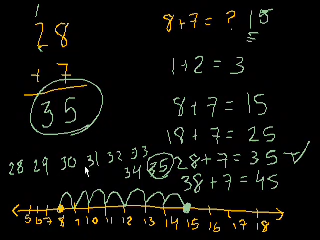 1
28
+ 7
35
8+7 = ? 15
1+2 = 3
8+7 = 15
18+7 = 25
28+7 = 35
38+7 = 45
28 29 30 31 32 33
34 35
5 6 7 8 9 10 11 12 13 14 15 16 17 18